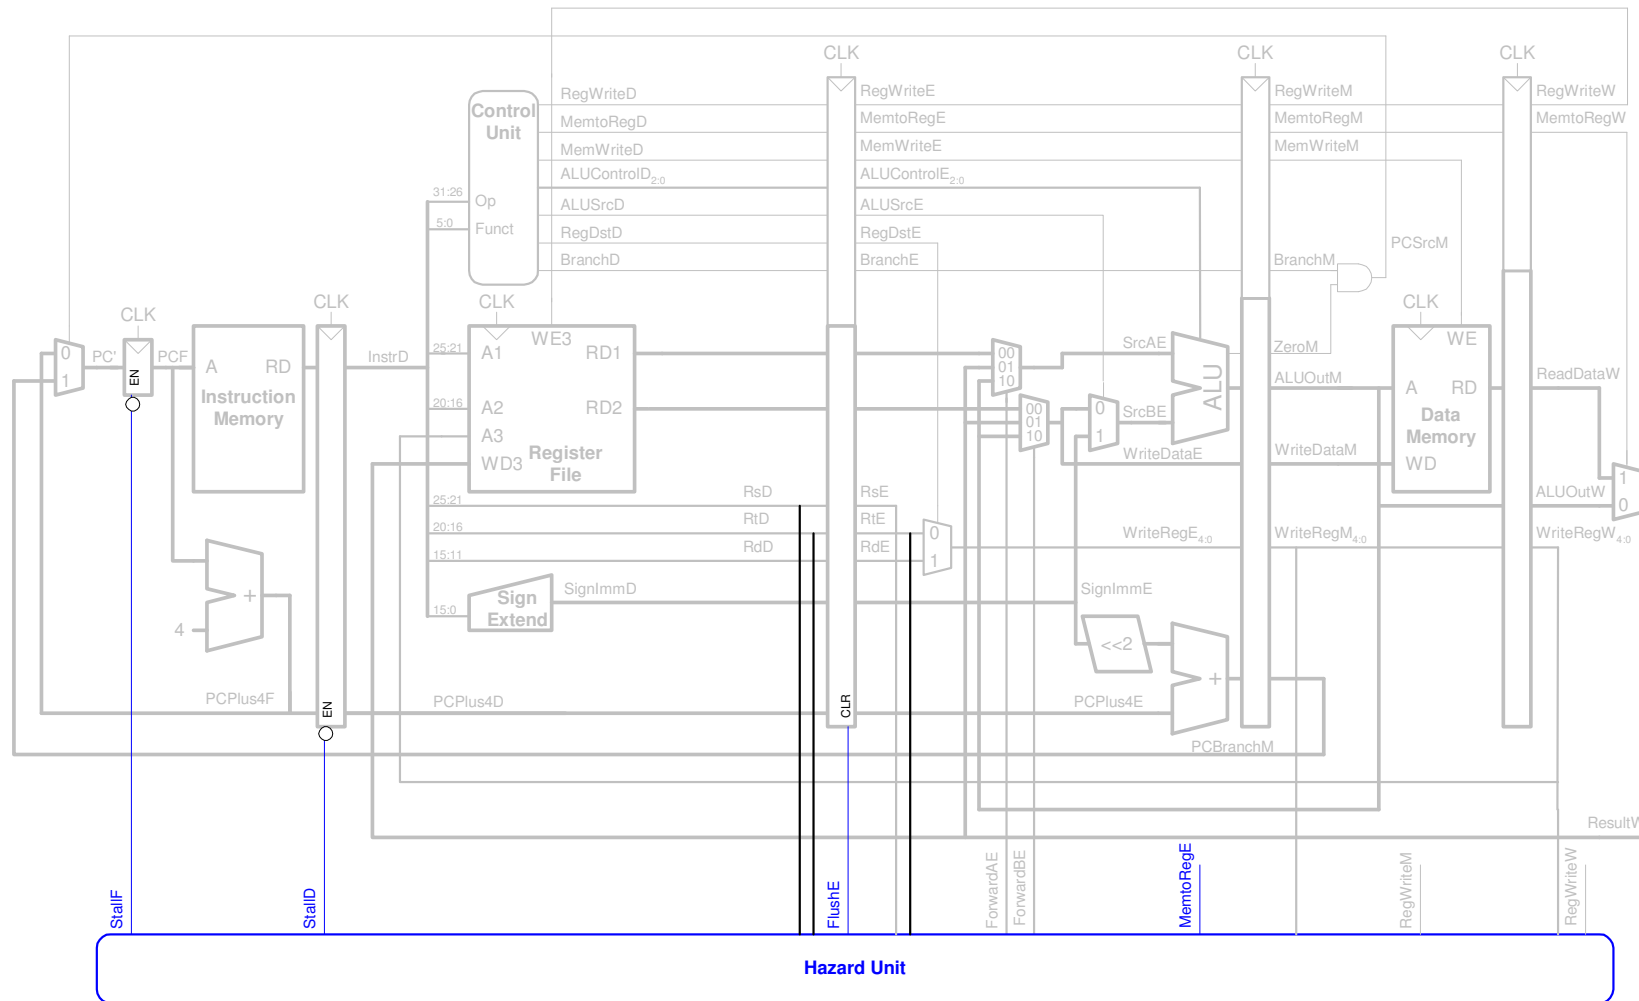 CLK CLK CLK
Control Unit
RegWriteD RegWriteE RegWriteM RegWriteW
MemtoRegD MemtoRegE MemtoRegM MemtoRegW
MemWriteD MemWriteE MemWriteM
ALUControlD2:0 ALUControlE2:0
31:26 Op ALUSrcD ALUSrcE
5:0 Funct RegDstD RegDstE PCSrcM
BranchD BranchE BranchM
CLK CLK CLK CLK
WE3 WE
0 PC' PCF A RD InstrD 25:21 A1 RD1 00 SrcAE ZeroM
1 EN Instruction Memory 01 ALU ALUOutM A RD ReadDataW
10
20:16 A2 RD2 00 0 SrcBE Data Memory
A3 01 1
10
WD3 Register File WriteDataE WriteDataM WD 1
25:21 RsD RsE ALUOutW 0
20:16 RtD RtE 0 WriteRegE4:0 WriteRegM4:0 WriteRegW4:0
15:11 RdD RdE 1
SignImmD SignImmE
+ 15:0 Sign Extend
4 <<2
+
PCPlus4F EN PCPlus4D CLR PCPlus4E
PCBranchM
ResultW
StallF StallD FlushE ForwardAE ForwardBE MemtoRegE RegWriteM RegWriteW
Hazard Unit